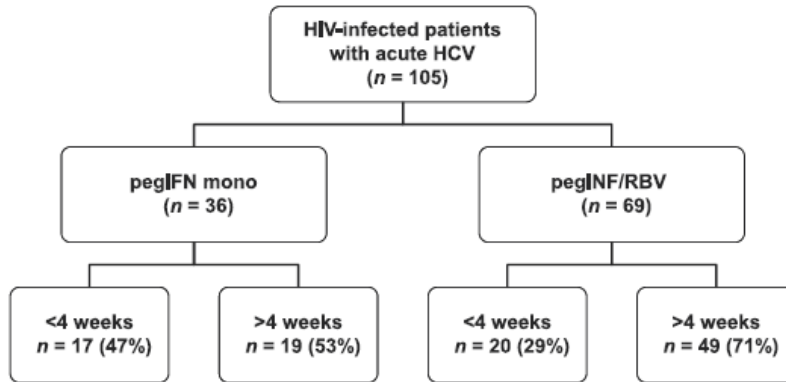 HIV-infected patients
with acute HCV
(n = 105)
pegIFN mono
(n = 36)
pegINF/RBV
(n = 69)
<4 weeks
n = 17 (47%)
>4 weeks
n = 19 (53%)
<4 weeks
n = 20 (29%)
>4 weeks
n = 49 (71%)